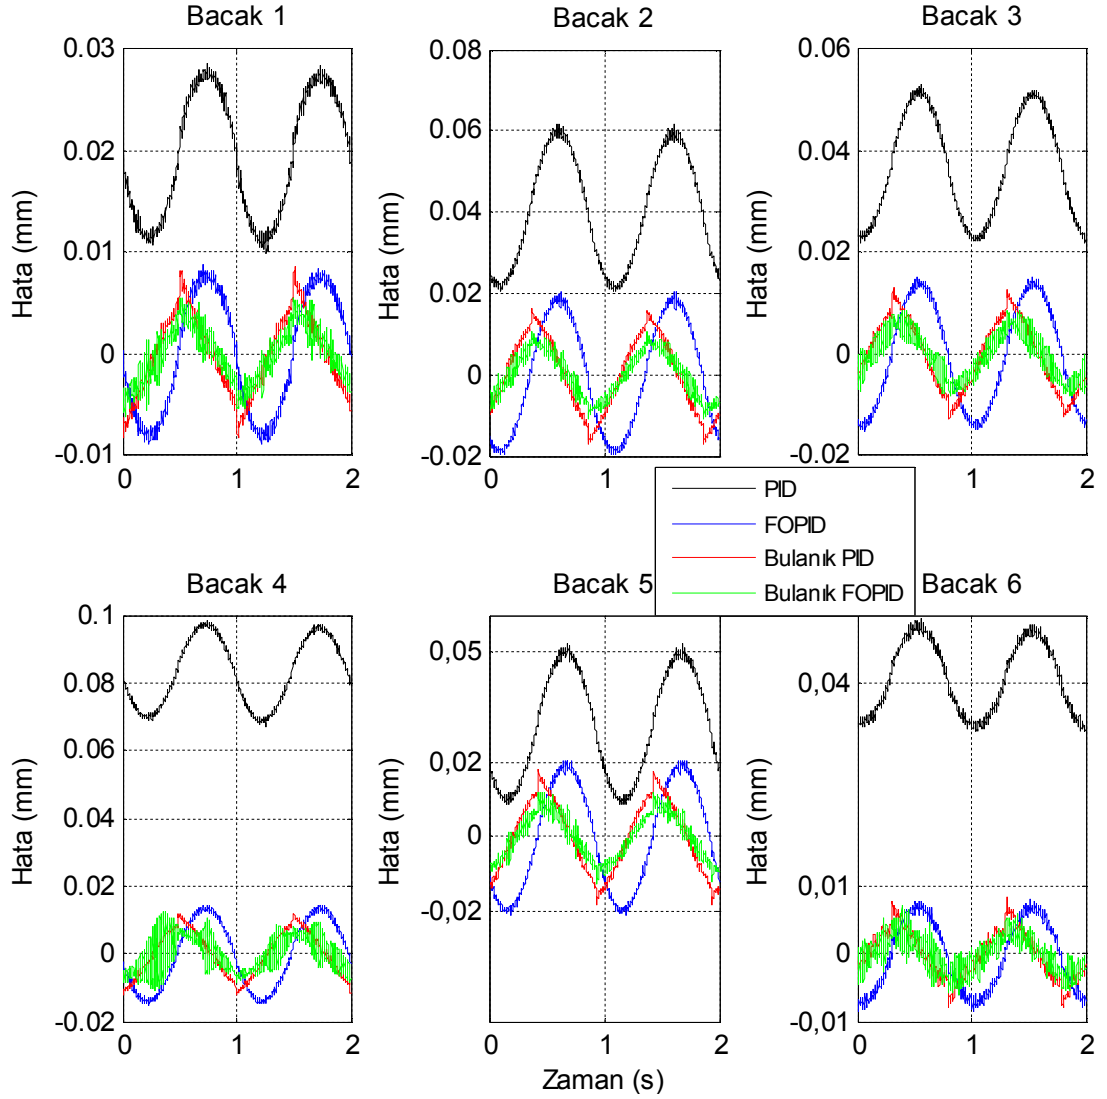 Bacak 1
Bacak 2
Bacak 3
0.03
0.02
0.01
0
-0.01
Hata (mm)
0 1 2
0.08
0.06
0.04
0.02
0
-0.02
Hata (mm)
0 1 2
0.06
0.04
0.02
0
-0.02
Hata (mm)
0 1 2
PID
FOPID
Bulanık PID
Bulanık FOPID
Bacak 4
Bacak 5
Bacak 6
0.1
0.08
0.06
0.04
0.02
0
-0.02
Hata (mm)
0 1 2
0,05
0,02
0
-0,02
Hata (mm)
0 1 2
Zaman (s)
0,04
0,01
0
-0,01
Hata (mm)
0 1 2